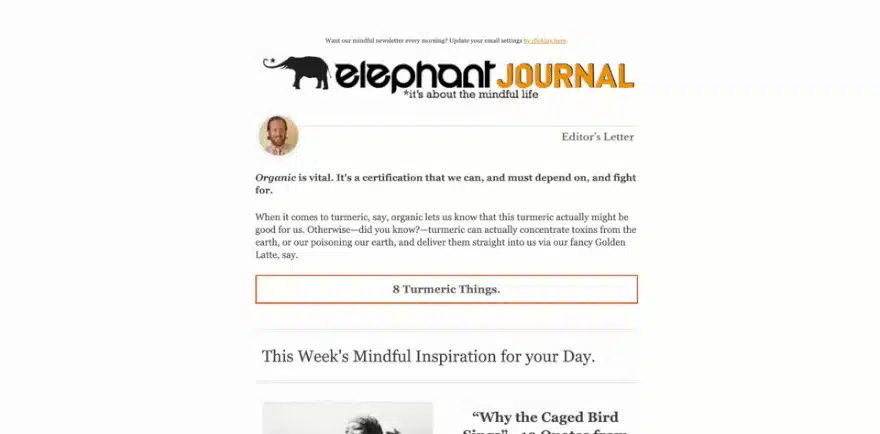 Want our mindful newsletter every morning? Update your email settings by clicking here.
elephant JOURNAL
*it's about the mindful life
Editor's Letter
Organic is vital. It's a certification that we can, and must depend on, and fight
for.
When it comes to turmeric, say, organic lets us know that this turmeric actually might be
good for us. Otherwise—did you know?—turmeric can actually concentrate toxins from the
earth, or our poisoning our earth, and deliver them straight into us via our fancy Golden
Latte, say.
8 Turmeric Things.
This Week's Mindful Inspiration for your Day.
“Why the Caged Bird
Sings”
10 Quotes from